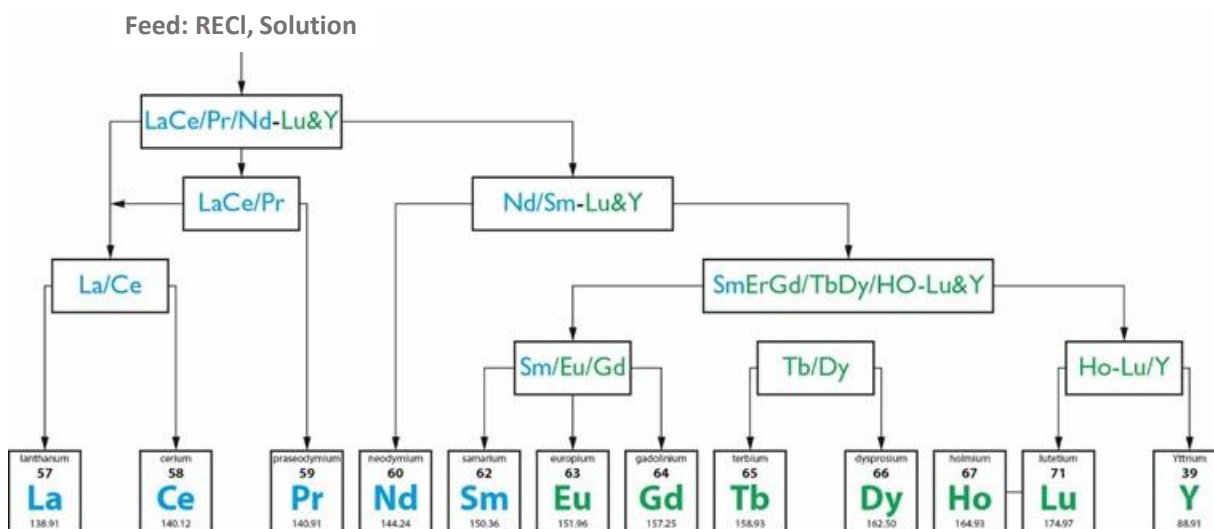 Feed: RECl, Solution
LaCe/Pr/Nd-Lu&Y
LaCe/Pr
Nd/Sm-Lu&Y
La/Ce
SmErGd/TbDy/HO-Lu&Y
Sm/Eu/Gd
Tb/Dy
Ho-Lu/Y
lanthanum
57
La
138.91
cerium
58
Ce
140.12
praseodymium
59
Pr
140.91
neodymium
60
Nd
144.24
samarium
62
Sm
150.36
europium
63
Eu
151.96
gadolinium
64
Gd
157.25
terbium
65
Tb
158.93
dysprosium
66
Dy
162.50
holmium
67
Ho
164.93
lutetium
71
Lu
174.97
Yttrium
39
Y
88.91